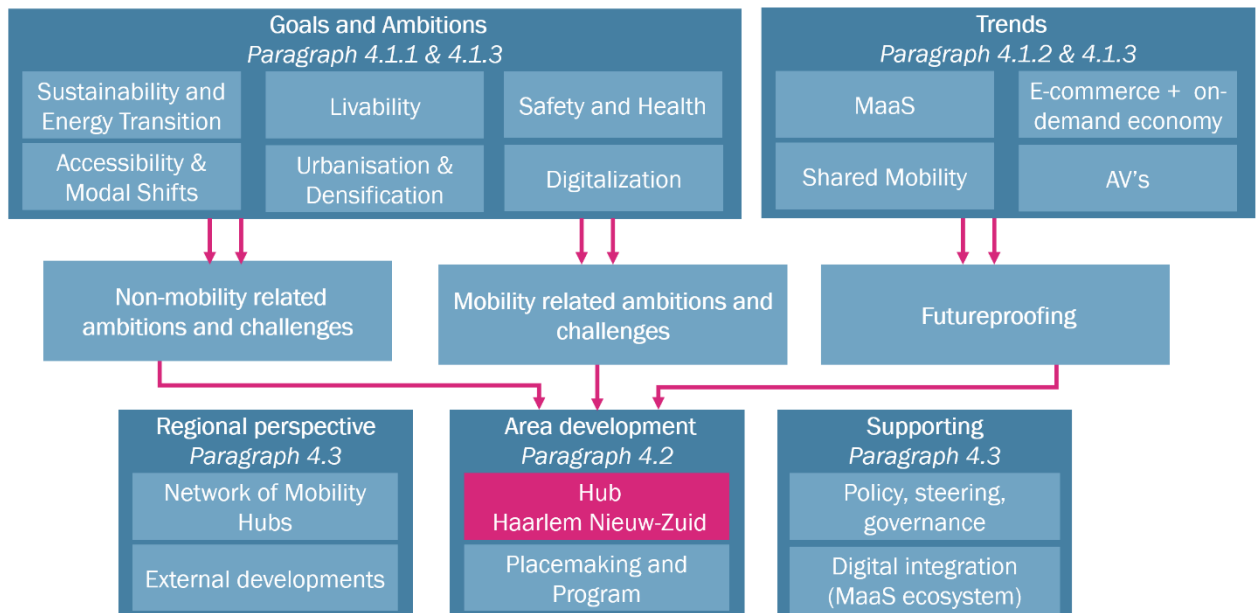 Goals and Ambitions
Paragraph 4.1.1 & 4.1.3
Sustainability and
Energy Transition
Livability
Safety and Health
Accessibility &
Modal Shifts
Urbanisation &
Densification
Digitalization
Trends
Paragraph 4.1.2 & 4.1.3
MaaS
E-commerce + on-
demand economy
Shared Mobility
AV's
Non-mobility related
ambitions and challenges
Mobility related ambitions and
challenges
Futureproofing
Regional perspective
Paragraph 4.3
Network of Mobility
Hubs
External developments
Area development
Paragraph 4.2
Hub
Haarlem Nieuw-Zuid
Placemaking and
Program
Supporting
Paragraph 4.3
Policy, steering,
governance
Digital integration
(MaaS ecosystem)